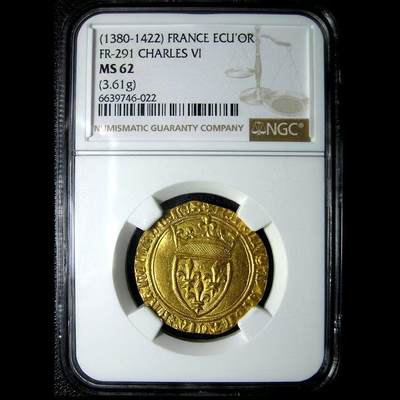 (1380-1422) FRANCE ECU'OR
FR-291 CHARLES VI
MS 62
(3.61g)
6639746-022
NUMISMATIC GUARANTY COMPANY
NGC